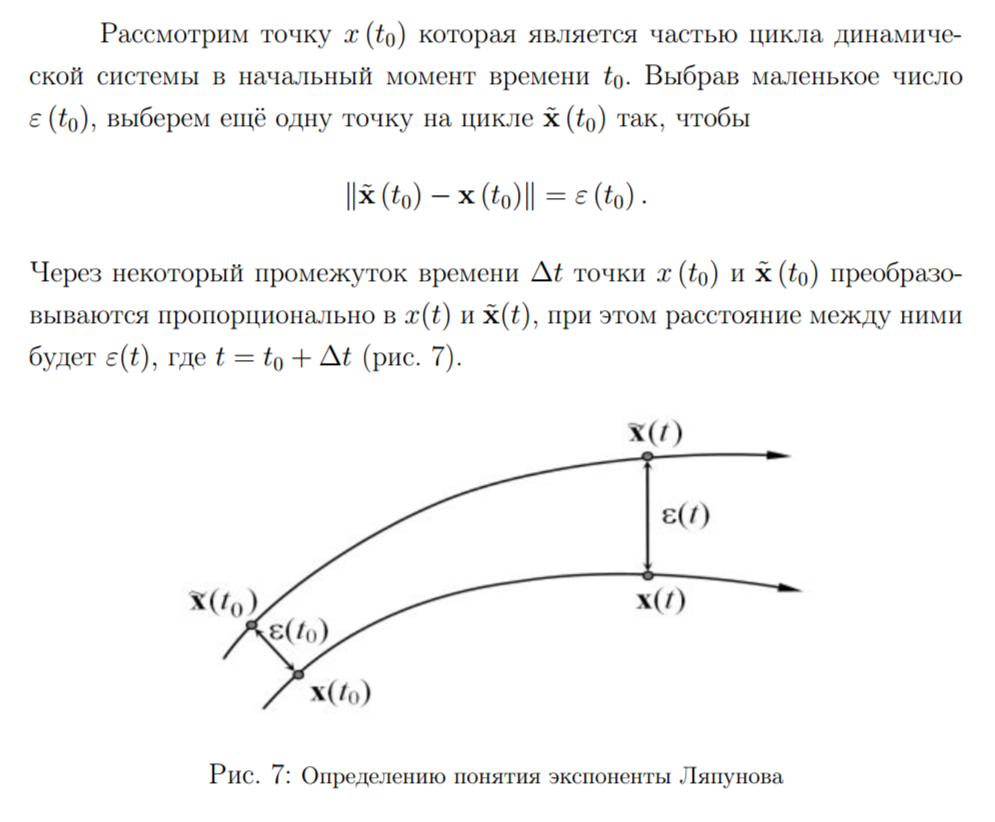 Рассмотрим точку x (t₀) которая является частью цикла динамиче-
ской системы в начальный момент времени t₀. Выбрав маленькое число
ε (t₀), выберем ещё одну точку на цикле x̃ (t₀) так, чтобы
‖x̃ (t₀) − x (t₀)‖ = ε (t₀) .
Через некоторый промежуток времени Δt точки x (t₀) и x̃ (t₀) преобразо-
вываются пропорционально в x(t) и x̃(t), при этом расстояние между ними
будет ε(t), где t = t₀ + Δt (рис. 7).
x̃(t)
ε(t)
x(t)
x̃(t₀)
ε(t₀)
x(t₀)
Рис. 7: Определению понятия экспоненты Ляпунова